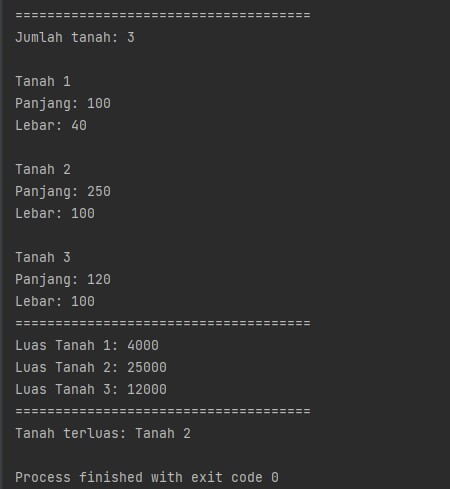 =====================================
Jumlah tanah: 3
Tanah 1
Panjang: 100
Lebar: 40
Tanah 2
Panjang: 250
Lebar: 100
Tanah 3
Panjang: 120
Lebar: 100
=====================================
Luas Tanah 1: 4000
Luas Tanah 2: 25000
Luas Tanah 3: 12000
=====================================
Tanah terluas: Tanah 2
Process finished with exit code 0